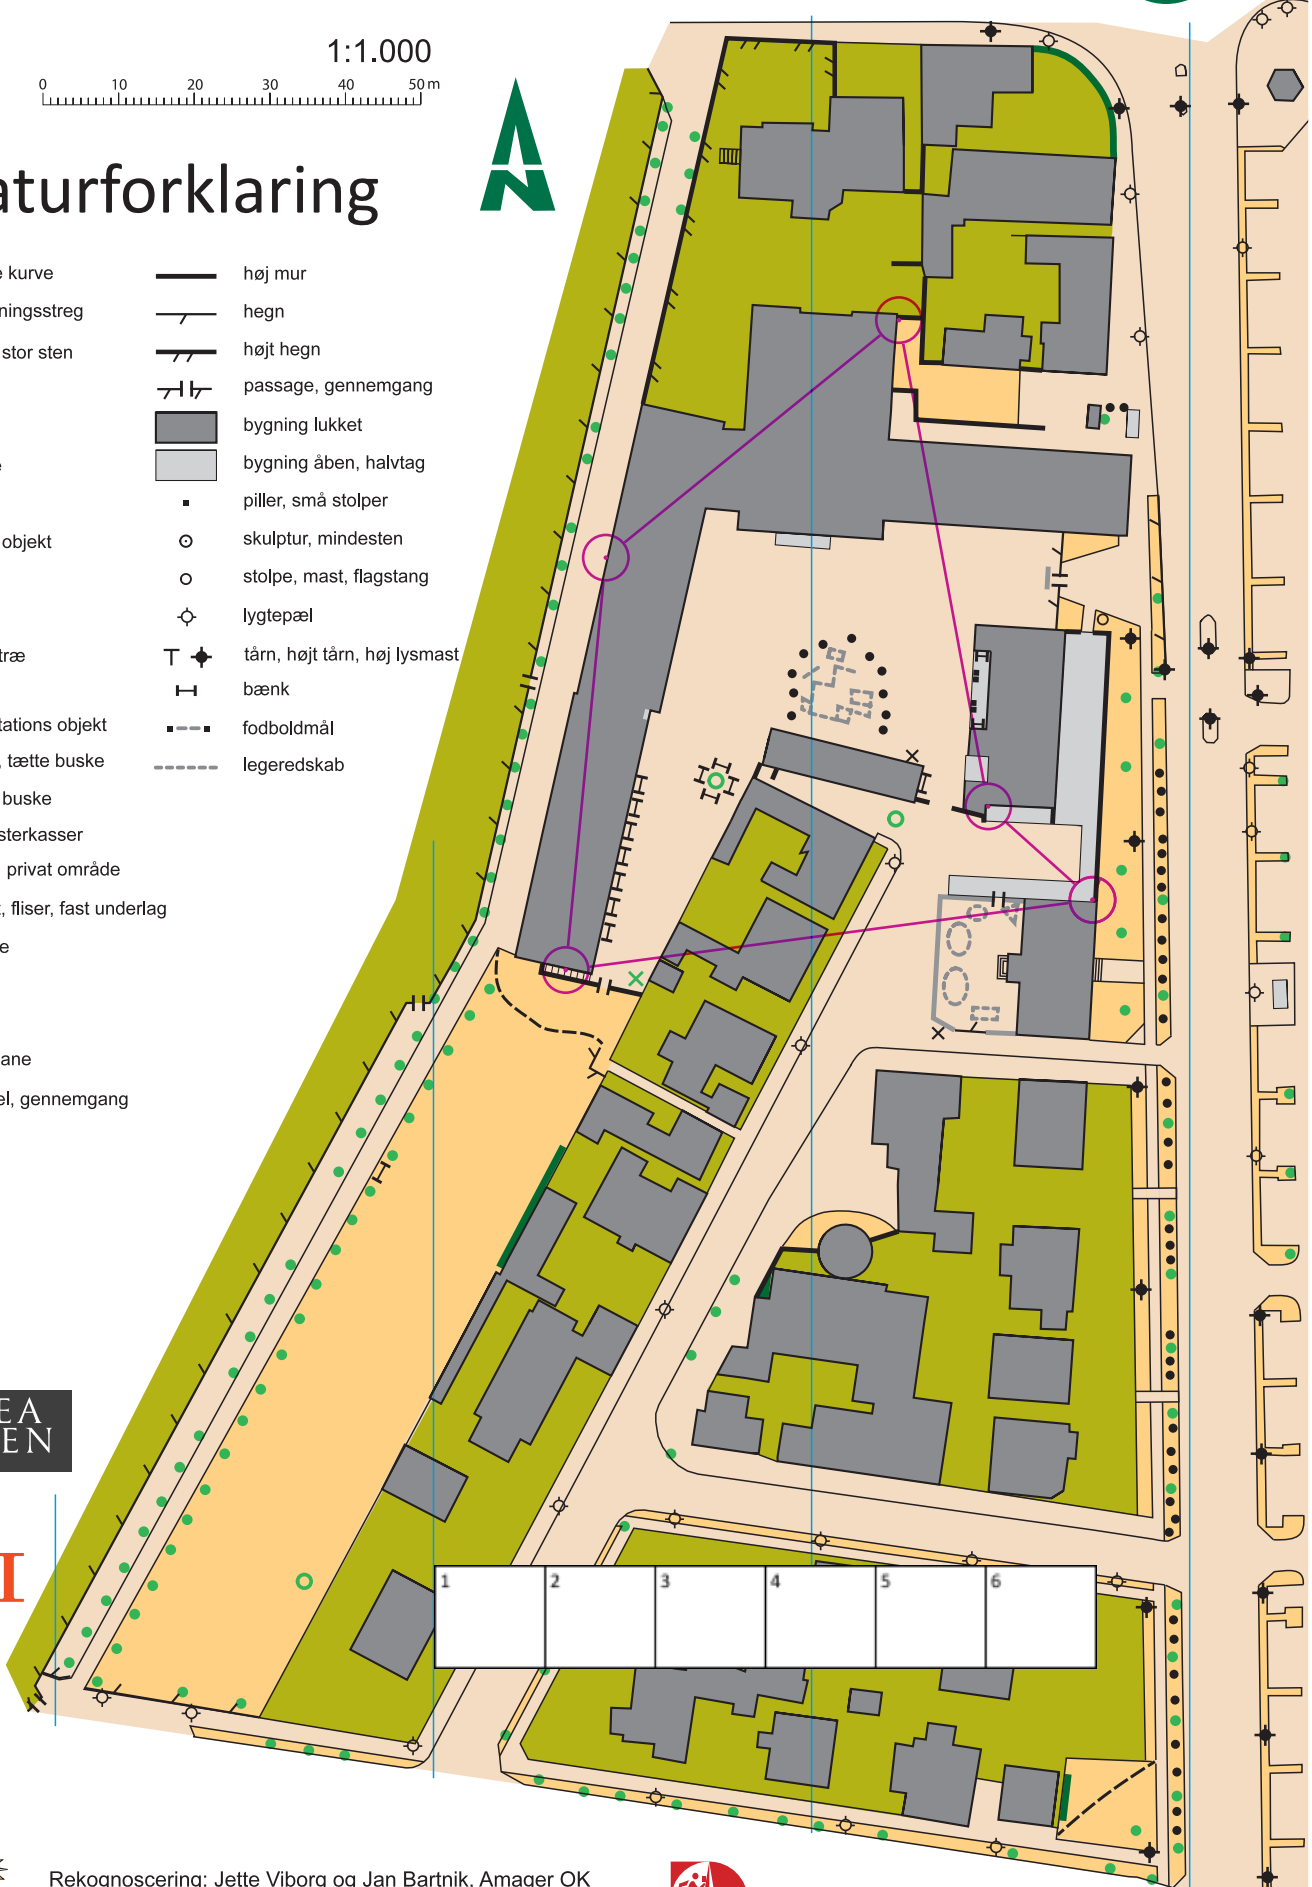 1:1.000
0 10 20 30 40 50 m
aturforklaring
e kurve
høj mur
ningsstreg
hegn
stor sten
højt hegn
passage, gennemgang
bygning lukket
e
bygning åben, halvtag
piller, små stolper
objekt
skulptur, mindesten
stolpe, mast, flagstang
lygtepæl
træ
tårn, højt tårn, høj lysmast
bænk
tations objekt
fodboldmål
, tætte buske
legeredskab
buske
sterkasser
privat område
t, fliser, fast underlag
e
ane
el, gennemgang
EA
EN
I
1 2 3 4 5 6
Rekognoscering: Jette Viborg og Jan Bartnik, Amager OK